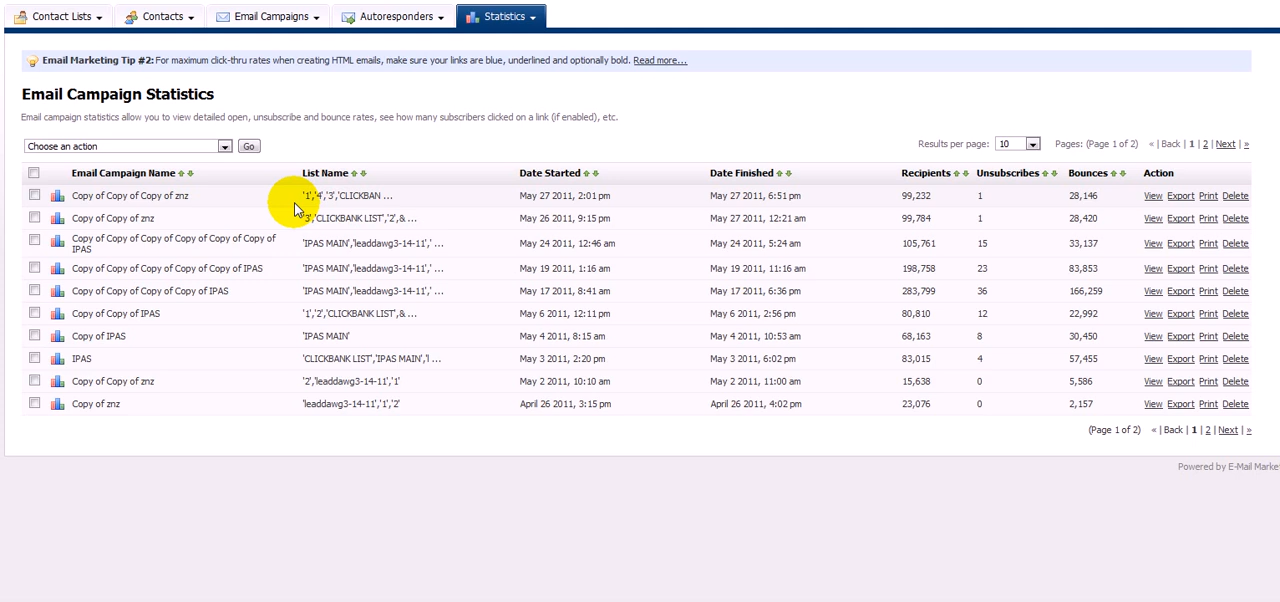 Contact Lists Contacts Email Campaigns Autoresponders Statistics
Email Marketing Tip #2: For maximum click-thru rates when creating HTML emails, make sure your links are blue, underlined and optionally bold. Read more...
Email Campaign Statistics
Email campaign statistics allow you to view detailed open, unsubscribe and bounce rates, see how many subscribers clicked on a link (if enabled), etc.
Choose an action Go Results per page: 10 Pages: (Page 1 of 2) « | Back | 1 | 2 | Next | »
Email Campaign Name List Name Date Started Date Finished Recipients Unsubscribes Bounces Action
Copy of Copy of Copy of znz '1','4','3','CLICKBAN ... May 27 2011, 2:01 pm May 27 2011, 6:51 pm 99,232 1 28,146 View Export Print Delete
Copy of Copy of znz '3','CLICKBANK LIST','2',& ... May 26 2011, 9:15 pm May 27 2011, 12:21 am 99,784 1 28,420 View Export Print Delete
Copy of Copy of Copy of Copy of Copy of Copy of
IPAS 'IPAS MAIN','leaddawg3-14-11',' ... May 24 2011, 12:46 am May 24 2011, 5:24 am 105,761 15 33,137 View Export Print Delete
Copy of Copy of Copy of Copy of Copy of IPAS 'IPAS MAIN','leaddawg3-14-11',' ... May 19 2011, 1:16 am May 19 2011, 11:16 am 198,758 23 83,853 View Export Print Delete
Copy of Copy of Copy of Copy of IPAS 'IPAS MAIN','leaddawg3-14-11',' ... May 17 2011, 8:41 am May 17 2011, 6:36 pm 283,799 36 166,259 View Export Print Delete
Copy of Copy of IPAS '1','2','CLICKBANK LIST',& ... May 6 2011, 12:11 pm May 6 2011, 2:56 pm 80,810 12 22,992 View Export Print Delete
Copy of IPAS 'IPAS MAIN' May 4 2011, 8:15 am May 4 2011, 10:53 am 68,163 8 30,450 View Export Print Delete
IPAS 'CLICKBANK LIST','IPAS MAIN','l ... May 3 2011, 2:20 pm May 3 2011, 6:02 pm 83,015 4 57,455 View Export Print Delete
Copy of Copy of znz '2','leaddawg3-14-11','1' May 2 2011, 10:10 am May 2 2011, 11:00 am 15,638 0 5,586 View Export Print Delete
Copy of znz 'leaddawg3-14-11','1','2' April 26 2011, 3:15 pm April 26 2011, 4:02 pm 23,076 0 2,157 View Export Print Delete
(Page 1 of 2) « | Back | 1 | 2 | Next | »
Powered by E-Mail Marke